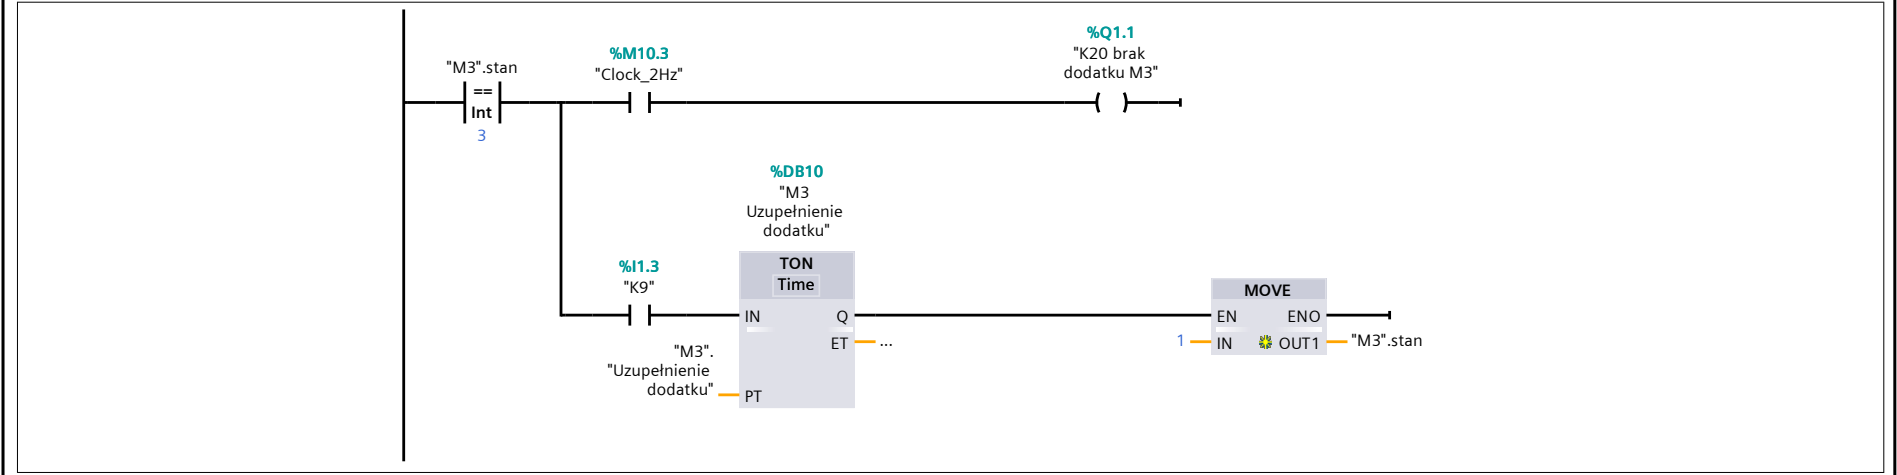 "M3".stan
==
Int
3
%M10.3
"Clock_2Hz"
%Q1.1
"K20 brak
dodatku M3"
%DB10
"M3
Uzupełnienie
dodatku"
%I1.3
"K9"
TON
Time
IN Q
ET ...
"M3".
"Uzupełnienie
dodatku"
PT
MOVE
EN ENO
1 IN OUT1 "M3".stan